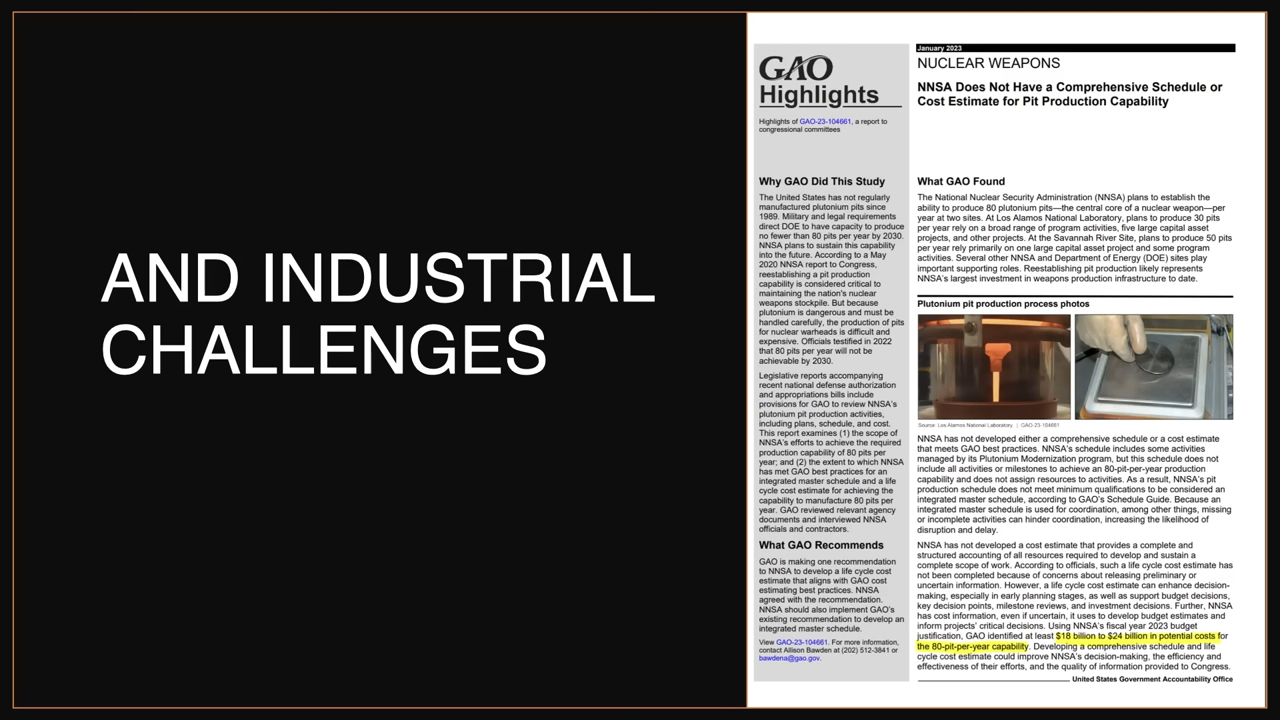 AND INDUSTRIAL
CHALLENGES
GAO
Highlights
Highlights of GAO-23-104661, a report to
congressional committees
Why GAO Did This Study
The United States has not regularly
manufactured plutonium pits since
1989. Military and legal requirements
direct DOE to have capacity to produce
no fewer than 80 pits per year by 2030.
NNSA plans to sustain this capability
into the future. According to a May
2020 NNSA report to Congress,
reestablishing a pit production
capability is considered critical to
maintaining the nation's nuclear
weapons stockpile. But because
plutonium is dangerous and must be
handled carefully, the production of pits
for nuclear warheads is difficult and
expensive. Officials testified in 2022
that 80 pits per year will not be
achievable by 2030.
Legislative reports accompanying
recent national defense authorization
and appropriations bills include
provisions for GAO to review NNSA's
plutonium pit production activities,
including plans, schedule, and cost.
This report examines (1) the scope of
NNSA's efforts to achieve the required
production capability of 80 pits per
year; and (2) the extent to which NNSA
has met GAO best practices for an
integrated master schedule and a life
cycle cost estimate for achieving the
capability to manufacture 80 pits per
year. GAO reviewed relevant agency
documents and interviewed NNSA
officials and contractors.
What GAO Recommends
GAO is making one recommendation
to NNSA to develop a life cycle cost
estimate that aligns with GAO cost
estimating best practices. NNSA
agreed with the recommendation.
NNSA should also implement GAO's
existing recommendation to develop an
integrated master schedule.
View GAO-23-104661. For more information,
contact Allison Bawden at (202) 512-3841 or
bawdena@gao.gov.
January 2023
NUCLEAR WEAPONS
NNSA Does Not Have a Comprehensive Schedule or
Cost Estimate for Pit Production Capability
What GAO Found
The National Nuclear Security Administration (NNSA) plans to establish the
ability to produce 80 plutonium pits—the central core of a nuclear weapon—per
year at two sites. At Los Alamos National Laboratory, plans to produce 30 pits
per year rely on a broad range of program activities, five large capital asset
projects, and other projects. At the Savannah River Site, plans to produce 50 pits
per year rely primarily on one large capital asset project and some program
activities. Several other NNSA and Department of Energy (DOE) sites play
important supporting roles. Reestablishing pit production likely represents
NNSA's largest investment in weapons production infrastructure to date.
Plutonium pit production process photos
Source: Los Alamos National Laboratory. | GAO-23-104661
NNSA has not developed either a comprehensive schedule or a cost estimate
that meets GAO best practices. NNSA's schedule includes some activities
managed by its Plutonium Modernization program, but this schedule does not
include all activities or milestones to achieve an 80-pit-per-year production
capability and does not assign resources to activities. As a result, NNSA's pit
production schedule does not meet minimum qualifications to be considered an
integrated master schedule, according to GAO's Schedule Guide. Because an
integrated master schedule is used for coordination, among other things, missing
or incomplete activities can hinder coordination, increasing the likelihood of
disruption and delay.
NNSA has not developed a cost estimate that provides a complete and
structured accounting of all resources required to develop and sustain a
complete scope of work. According to officials, such a life cycle cost estimate has
not been completed because of concerns about releasing preliminary or
uncertain information. However, a life cycle cost estimate can enhance decision-
making, especially in early planning stages, as well as support budget decisions,
key decision points, milestone reviews, and investment decisions. Further, NNSA
has cost information, even if uncertain, it uses to develop budget estimates and
inform projects' critical decisions. Using NNSA's fiscal year 2023 budget
justification, GAO identified at least $18 billion to $24 billion in potential costs for
the 80-pit-per-year capability. Developing a comprehensive schedule and life
cycle cost estimate could improve NNSA's decision-making, the efficiency and
effectiveness of their efforts, and the quality of information provided to Congress.
United States Government Accountability Office